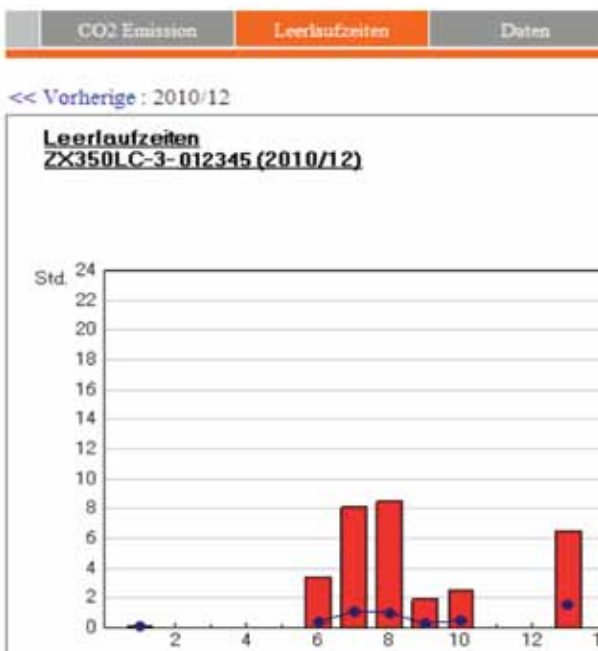 CO2 Emission Leerlaufzeiten Daten
<< Vorherige : 2010/12
Leerlaufzeiten
ZX350LC-3-012345 (2010/12)
Std.
24
22
20
18
16
14
12
10
8
6
4
2
0
2 4 6 8 10 12 1